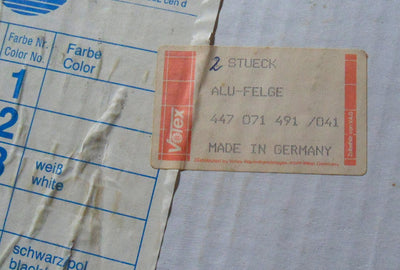 Farbe Nr.
Color No.
Farbe
Color
1
2
3
weiß
white
schwarz/pol
2 STUECK
ALU-FELGE
447 071 491 /041
MADE IN GERMANY
Votex